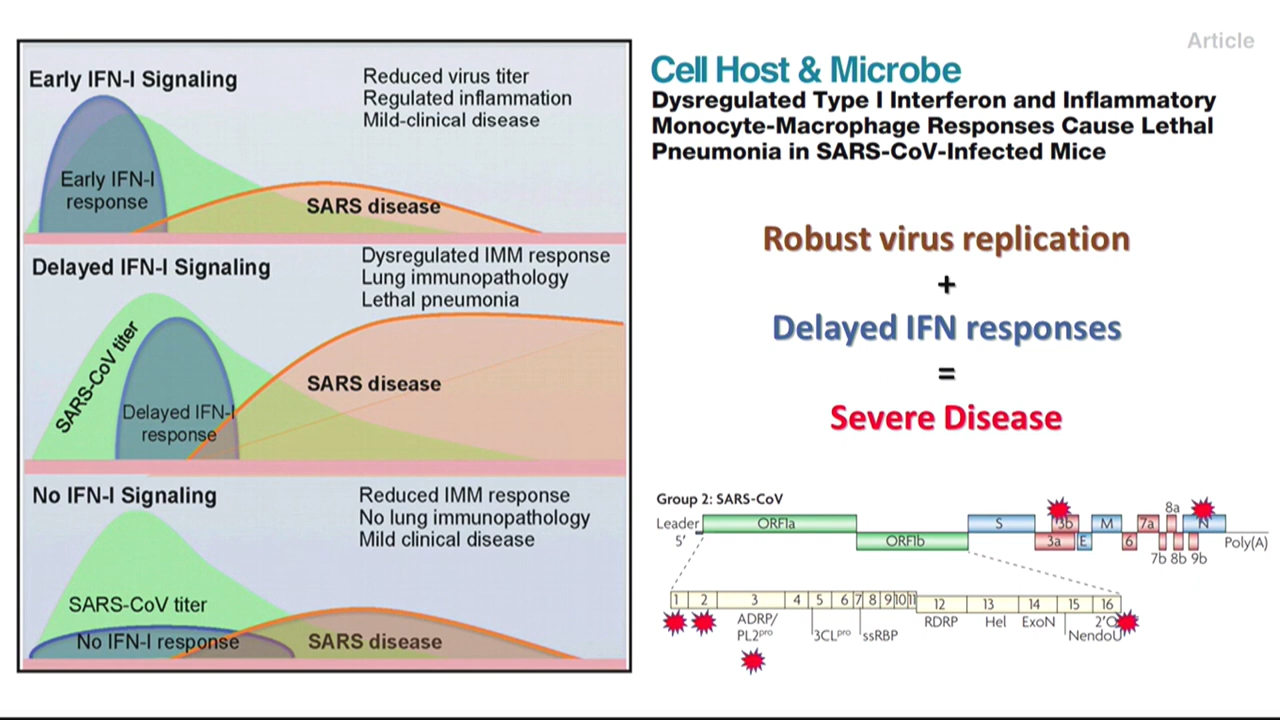 Article
Early IFN-I Signaling
Reduced virus titer
Regulated inflammation
Mild-clinical disease
Early IFN-I
response
SARS disease
Delayed IFN-I Signaling
Dysregulated IMM response
Lung immunopathology
Lethal pneumonia
SARS-CoV titer
Delayed IFN-I
response
SARS disease
No IFN-I Signaling
Reduced IMM response
No lung immunopathology
Mild clinical disease
SARS-CoV titer
No IFN-I response
SARS disease
Cell Host & Microbe
Dysregulated Type I Interferon and Inflammatory
Monocyte-Macrophage Responses Cause Lethal
Pneumonia in SARS-CoV-Infected Mice
Robust virus replication
+
Delayed IFN responses
=
Severe Disease
Group 2: SARS-CoV
8a
Leader
ORF1a
S
3b
M
7a
N
5'
ORF1b
3a
E
6
Poly(A)
7b 8b 9b
1 2 3 4 5 6 7 8 9 10 11 12 13 14 15 16
ADRP/
PL2pro
3CLpro
ssRBP
RDRP
Hel
ExoN
NendoU
2'O